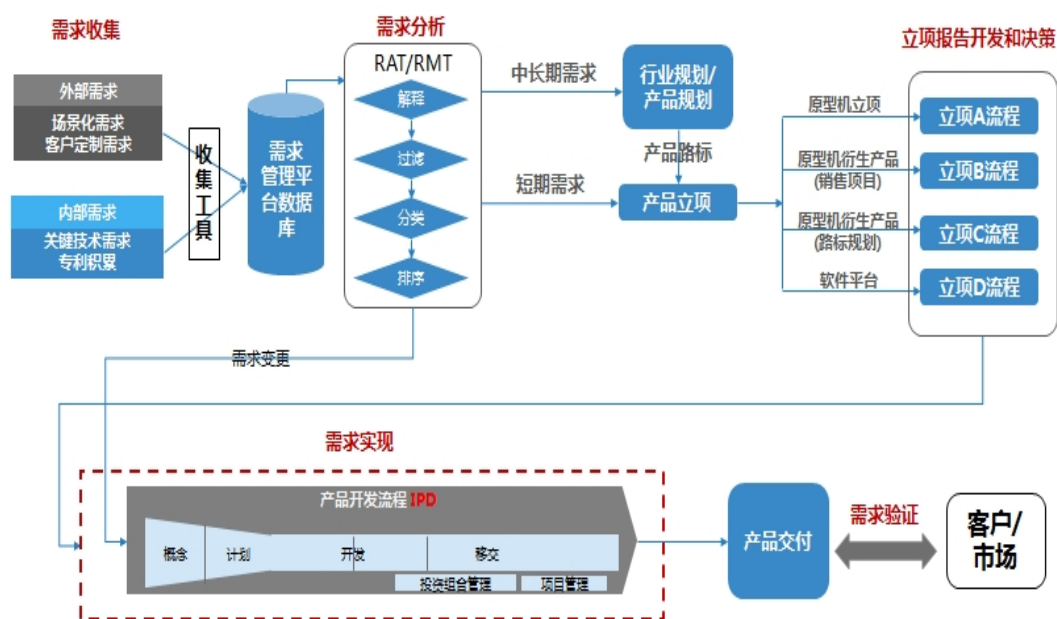 需求收集
外部需求
场景化需求
客户定制需求
内部需求
关键技术需求
专利积累
收集工具
需求
管理平
台数据
库
需求分析
RAT/RMT
解释
过滤
分类
排序
中长期需求
短期需求
行业规划/
产品规划
产品路标
产品立项
原型机立项
原型机衍生产品
(销售项目)
原型机衍生产品
(路标规划)
软件平台
立项报告开发和决策
立项A流程
立项B流程
立项C流程
立项D流程
需求变更
需求实现
产品开发流程IPD
概念
计划
开发
移交
投资组合管理
项目管理
产品交付
需求验证
客户/
市场